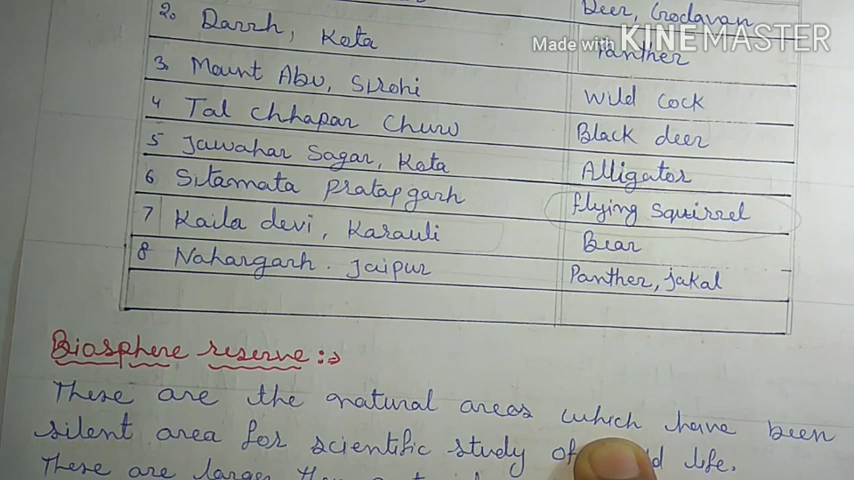 Deer, Godavan
2. Darrh, Kota Panther
Made with KINEMASTER
3. Mount Abu, Sirohi Wild cock
4 Tal Chhapar Churu Black deer
5 Jawahar Sagar, Kota Alligator
6 Sitamata Pratapgarh flying squirrel
7 Kaila devi, Karauli Bear
8 Nahargarh. Jaipur Panther, jakal
Biosphere reserve :→
These are the natural areas which have been
silent area for scientific study of life.
These are larger